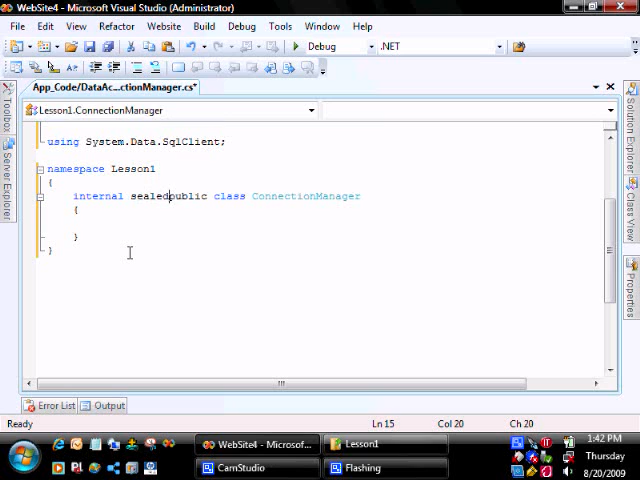 WebSite4 - Microsoft Visual Studio (Administrator)
File Edit View Refactor Website Build Debug Tools Window Help
Debug .NET
App_Code/DataAc...ctionManager.cs*
Lesson1.ConnectionManager
Toolbox
Server Explorer
using System.Data.SqlClient;
namespace Lesson1
{
internal sealedpublic class ConnectionManager
{
}
}
Solution Explorer
Class View
Properties
Error List Output
Ready Ln 15 Col 20 Ch 20
WebSite4 - Microsof... Lesson1
CamStudio Flashing
1:42 PM
Thursday
8/20/2009